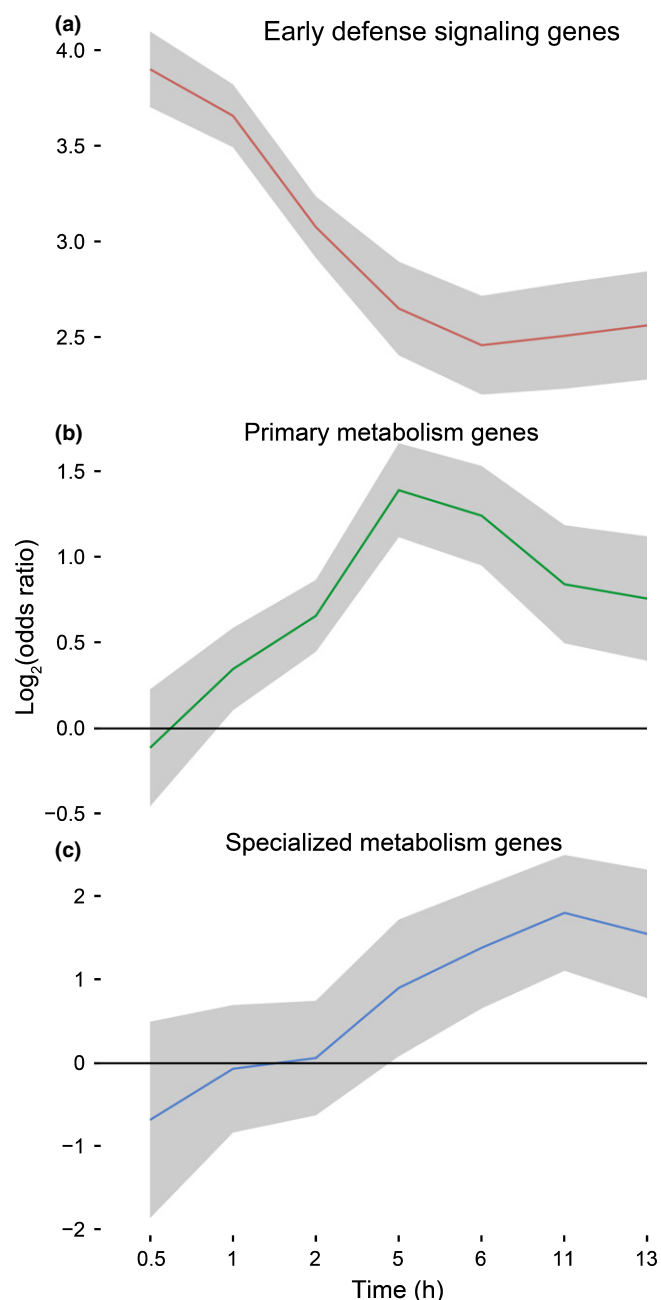 (a)
Early defense signaling genes
4.0
3.5
3.0
2.5
(b)
Primary metabolism genes
1.5
1.0
0.5
0.0
−0.5
Log₂(odds ratio)
(c)
Specialized metabolism genes
2
1
0
−1
−2
0.5 1 2 5 6 11 13
Time (h)